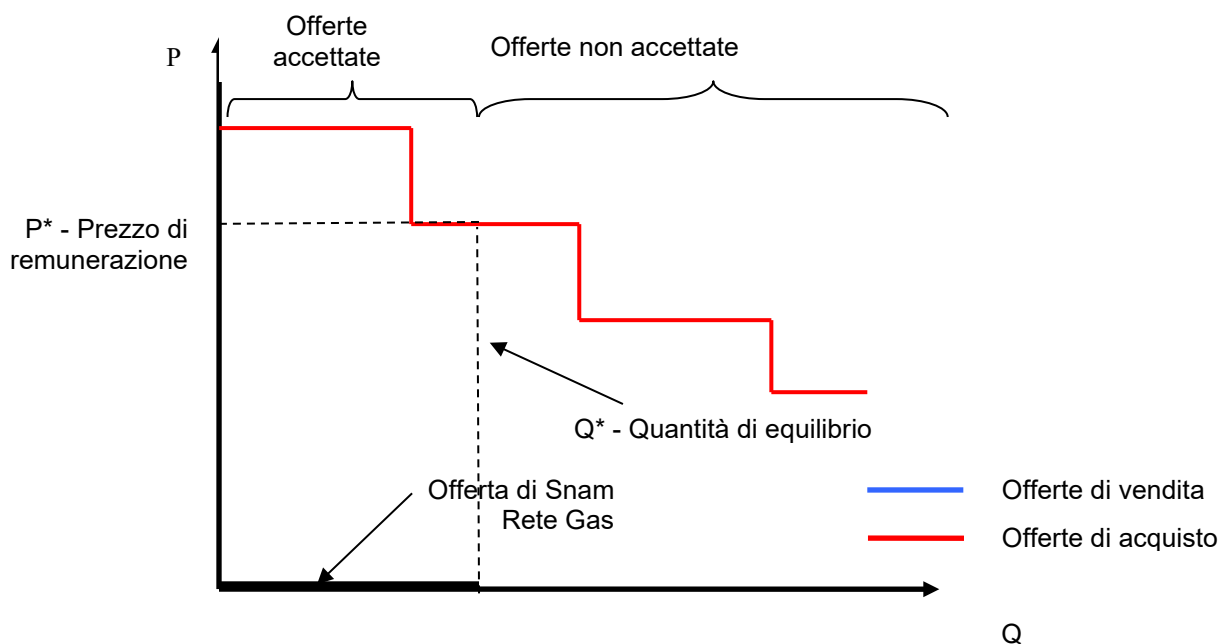 Offerte
accettate
Offerte non accettate
P
P* - Prezzo di
remunerazione
Q* - Quantità di equilibrio
Offerta di Snam
Rete Gas
Offerte di vendita
Offerte di acquisto
Q